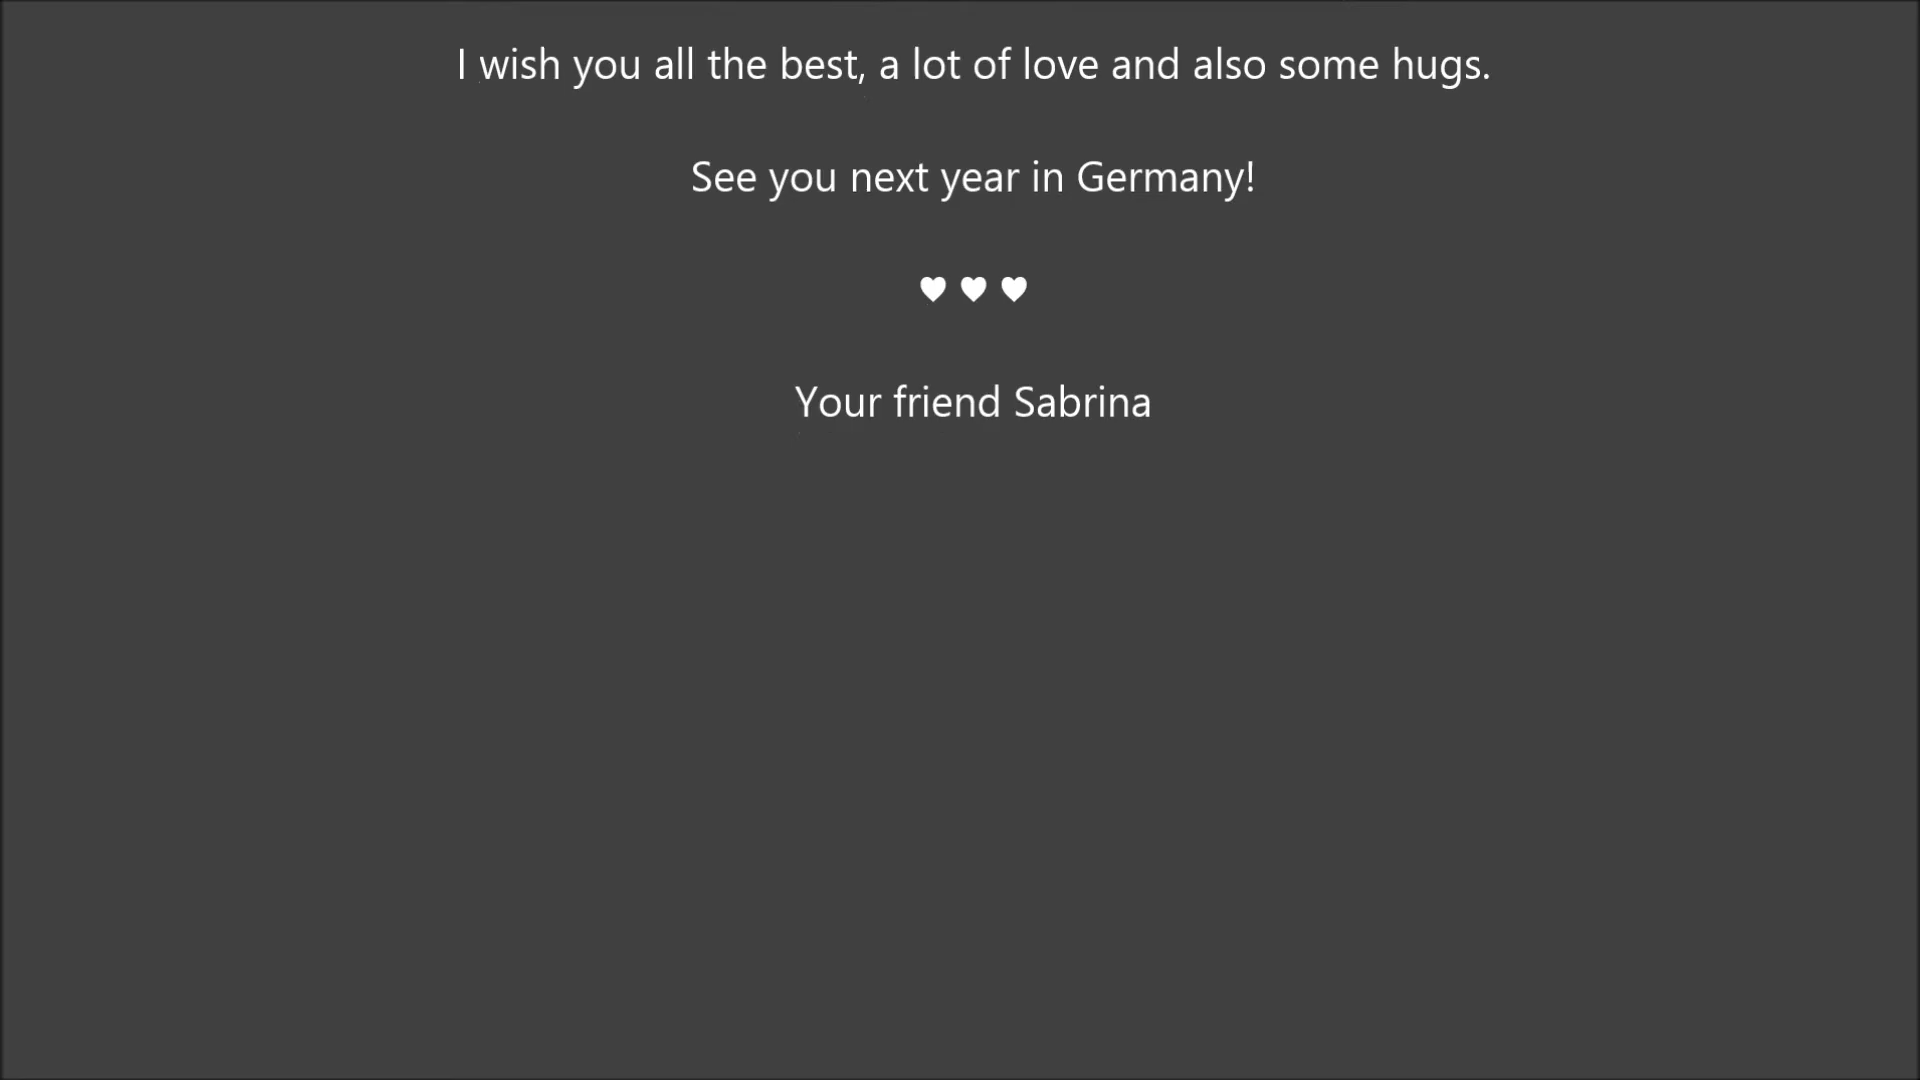 I wish you all the best, a lot of love and also some hugs.
See you next year in Germany!
♥ ♥ ♥
Your friend Sabrina